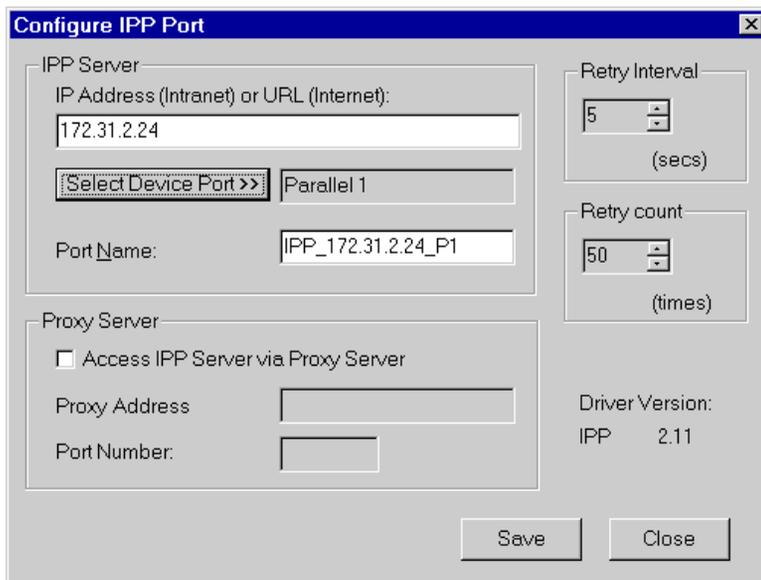 Configure IPP Port
IPP Server
IP Address (Intranet) or URL (Internet):
172.31.2.24
Select Device Port >>
Parallel 1
Port Name:
IPP_172.31.2.24_P1
Retry Interval
5
(secs)
Retry count
50
(times)
Proxy Server
Access IPP Server via Proxy Server
Proxy Address
Port Number:
Driver Version:
IPP 2.11
Save
Close